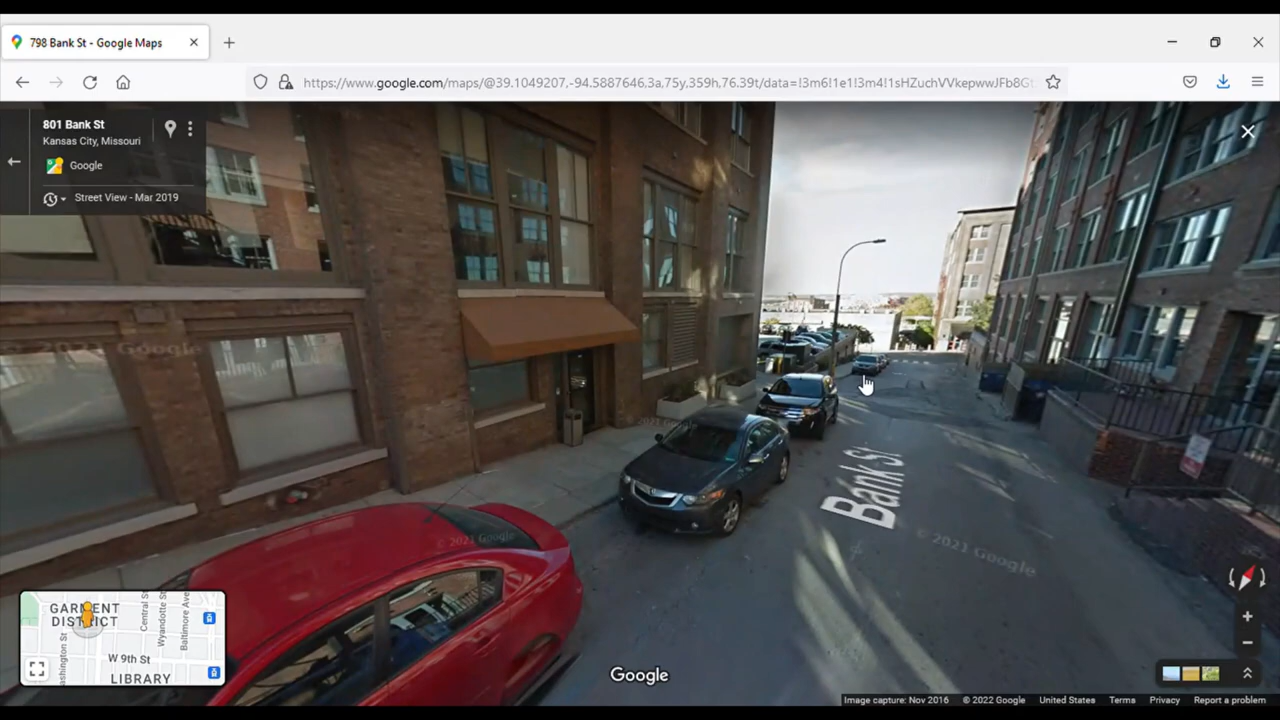 798 Bank St - Google Maps
https://www.google.com/maps/@39.1049207,-94.5887646,3a,75y,359h,76.39t/data=!3m6!1e1!3m4!1sHZuchVVkepwwJFb8Gt
801 Bank St
Kansas City, Missouri
Google
Street View - Mar 2019
© 2021 Google
Bank St
© 2021 Google
© 2021 Google
GARMENT
DISTRICT
Central St
Wyandotte St
Baltimore Ave
ashington St
W 9th St
LIBRARY
Google
Image capture: Nov 2016 © 2022 Google United States Terms Privacy Report a problem